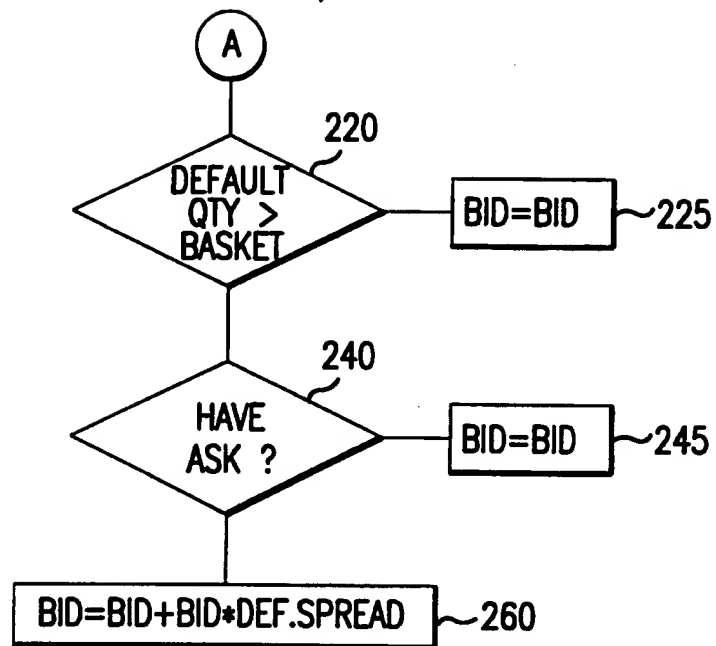 A
220
DEFAULT
QTY >
BASKET
BID=BID
225
240
HAVE
ASK ?
BID=BID
245
BID=BID+BID*DEF.SPREAD
260